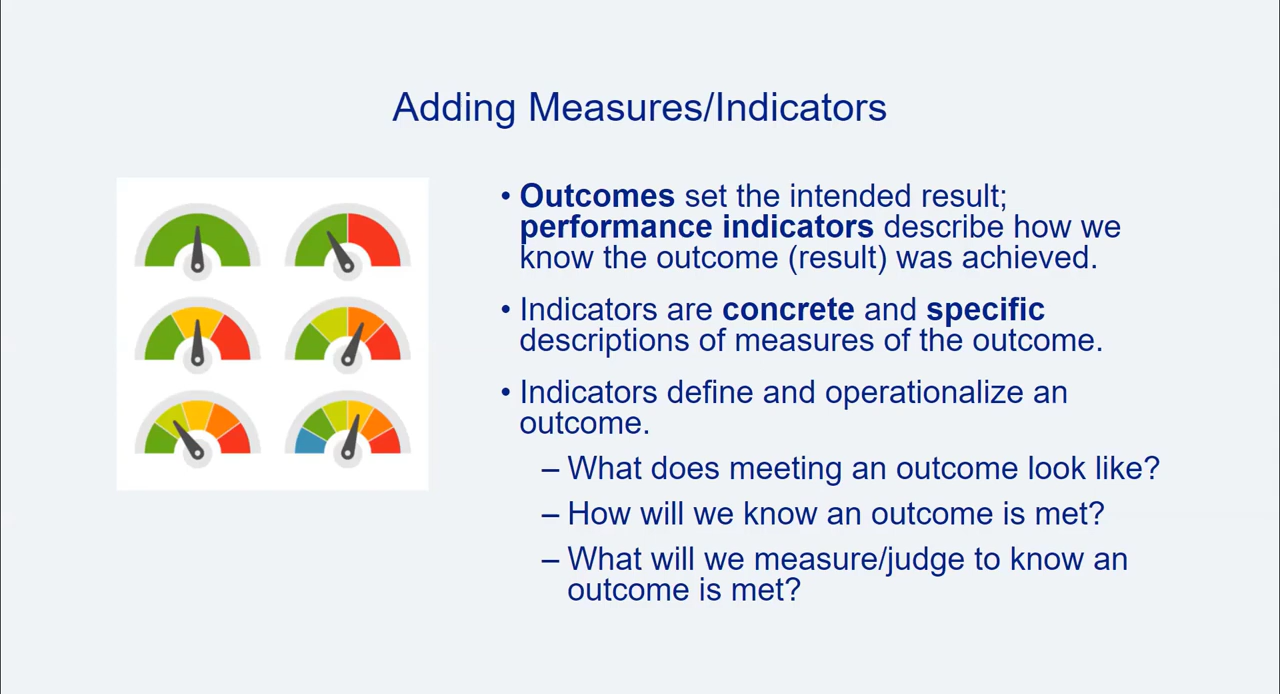 Adding Measures/Indicators
• Outcomes set the intended result;
performance indicators describe how we
know the outcome (result) was achieved.
• Indicators are concrete and specific
descriptions of measures of the outcome.
• Indicators define and operationalize an
outcome.
– What does meeting an outcome look like?
– How will we know an outcome is met?
– What will we measure/judge to know an
outcome is met?